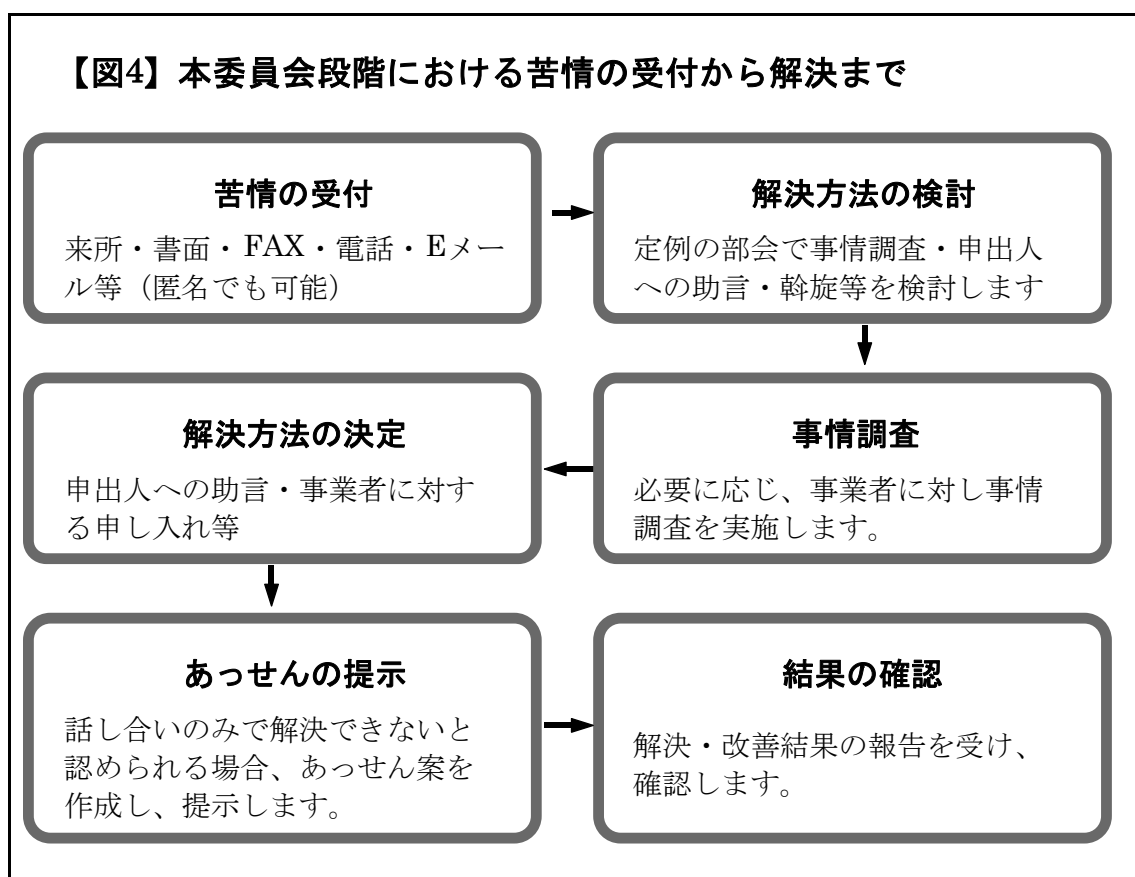 【図4】本委員会段階における苦情の受付から解決まで
苦情の受付
来所・書面・FAX・電話・Eメー
ル等（匿名でも可能）
解決方法の検討
定例の部会で事情調査・申出人
への助言・斡旋等を検討します
事情調査
必要に応じ、事業者に対し事情
調査を実施します。
解決方法の決定
申出人への助言・事業者に対す
る申し入れ等
あっせんの提示
話し合いのみで解決できないと
認められる場合、あっせん案を
作成し、提示します。
結果の確認
解決・改善結果の報告を受け、
確認します。